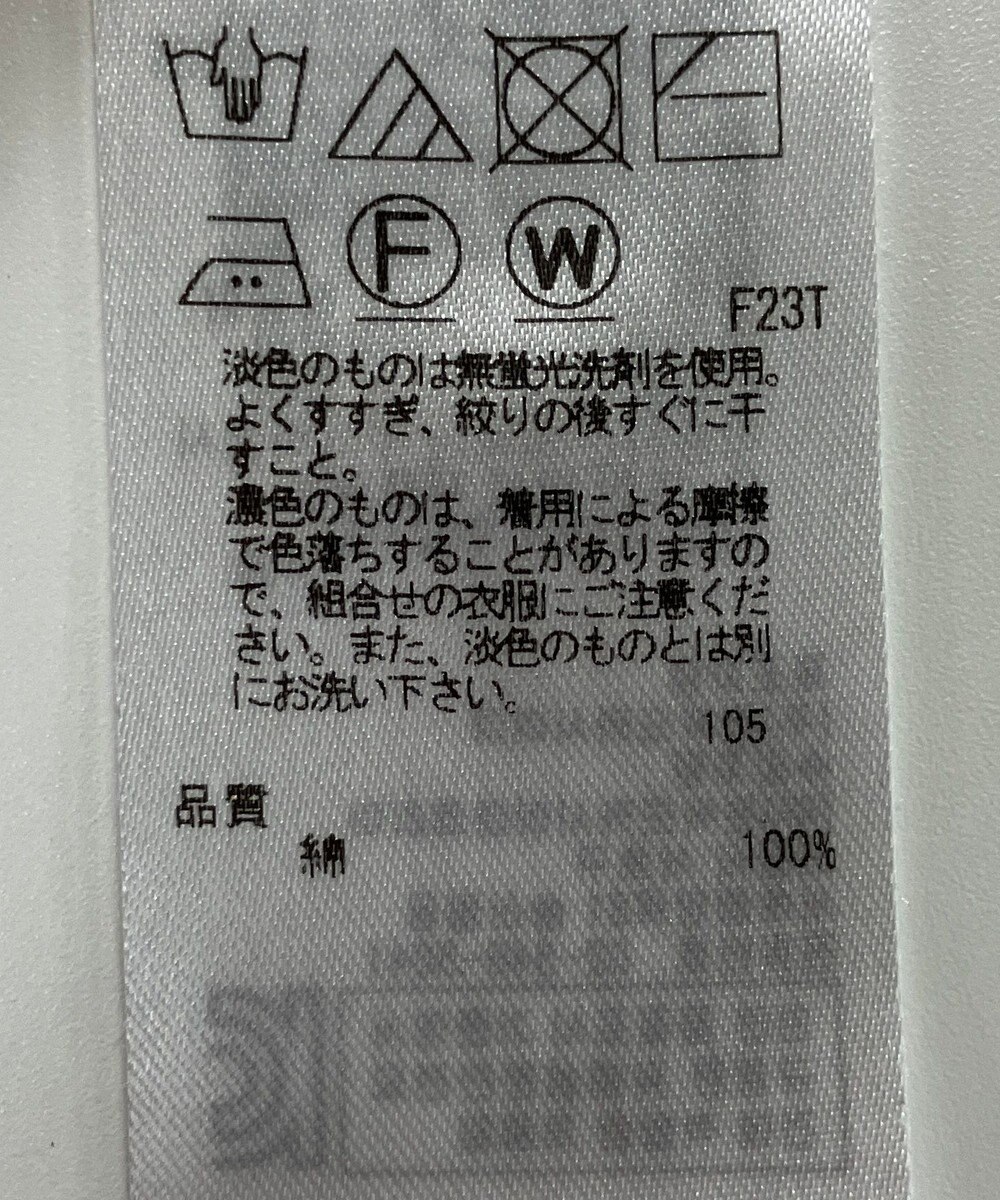 F
W
F23T
淡色のものは無蛍光洗剤を使用。
よくすすぎ、絞りの後すぐに干
すこと。
濃色のものは、着用による摩擦
で色落ちすることがありますの
で、組合せの衣服にご注意くだ
さい。また、淡色のものとは別
にお洗い下さい。
105
品質
綿 100%